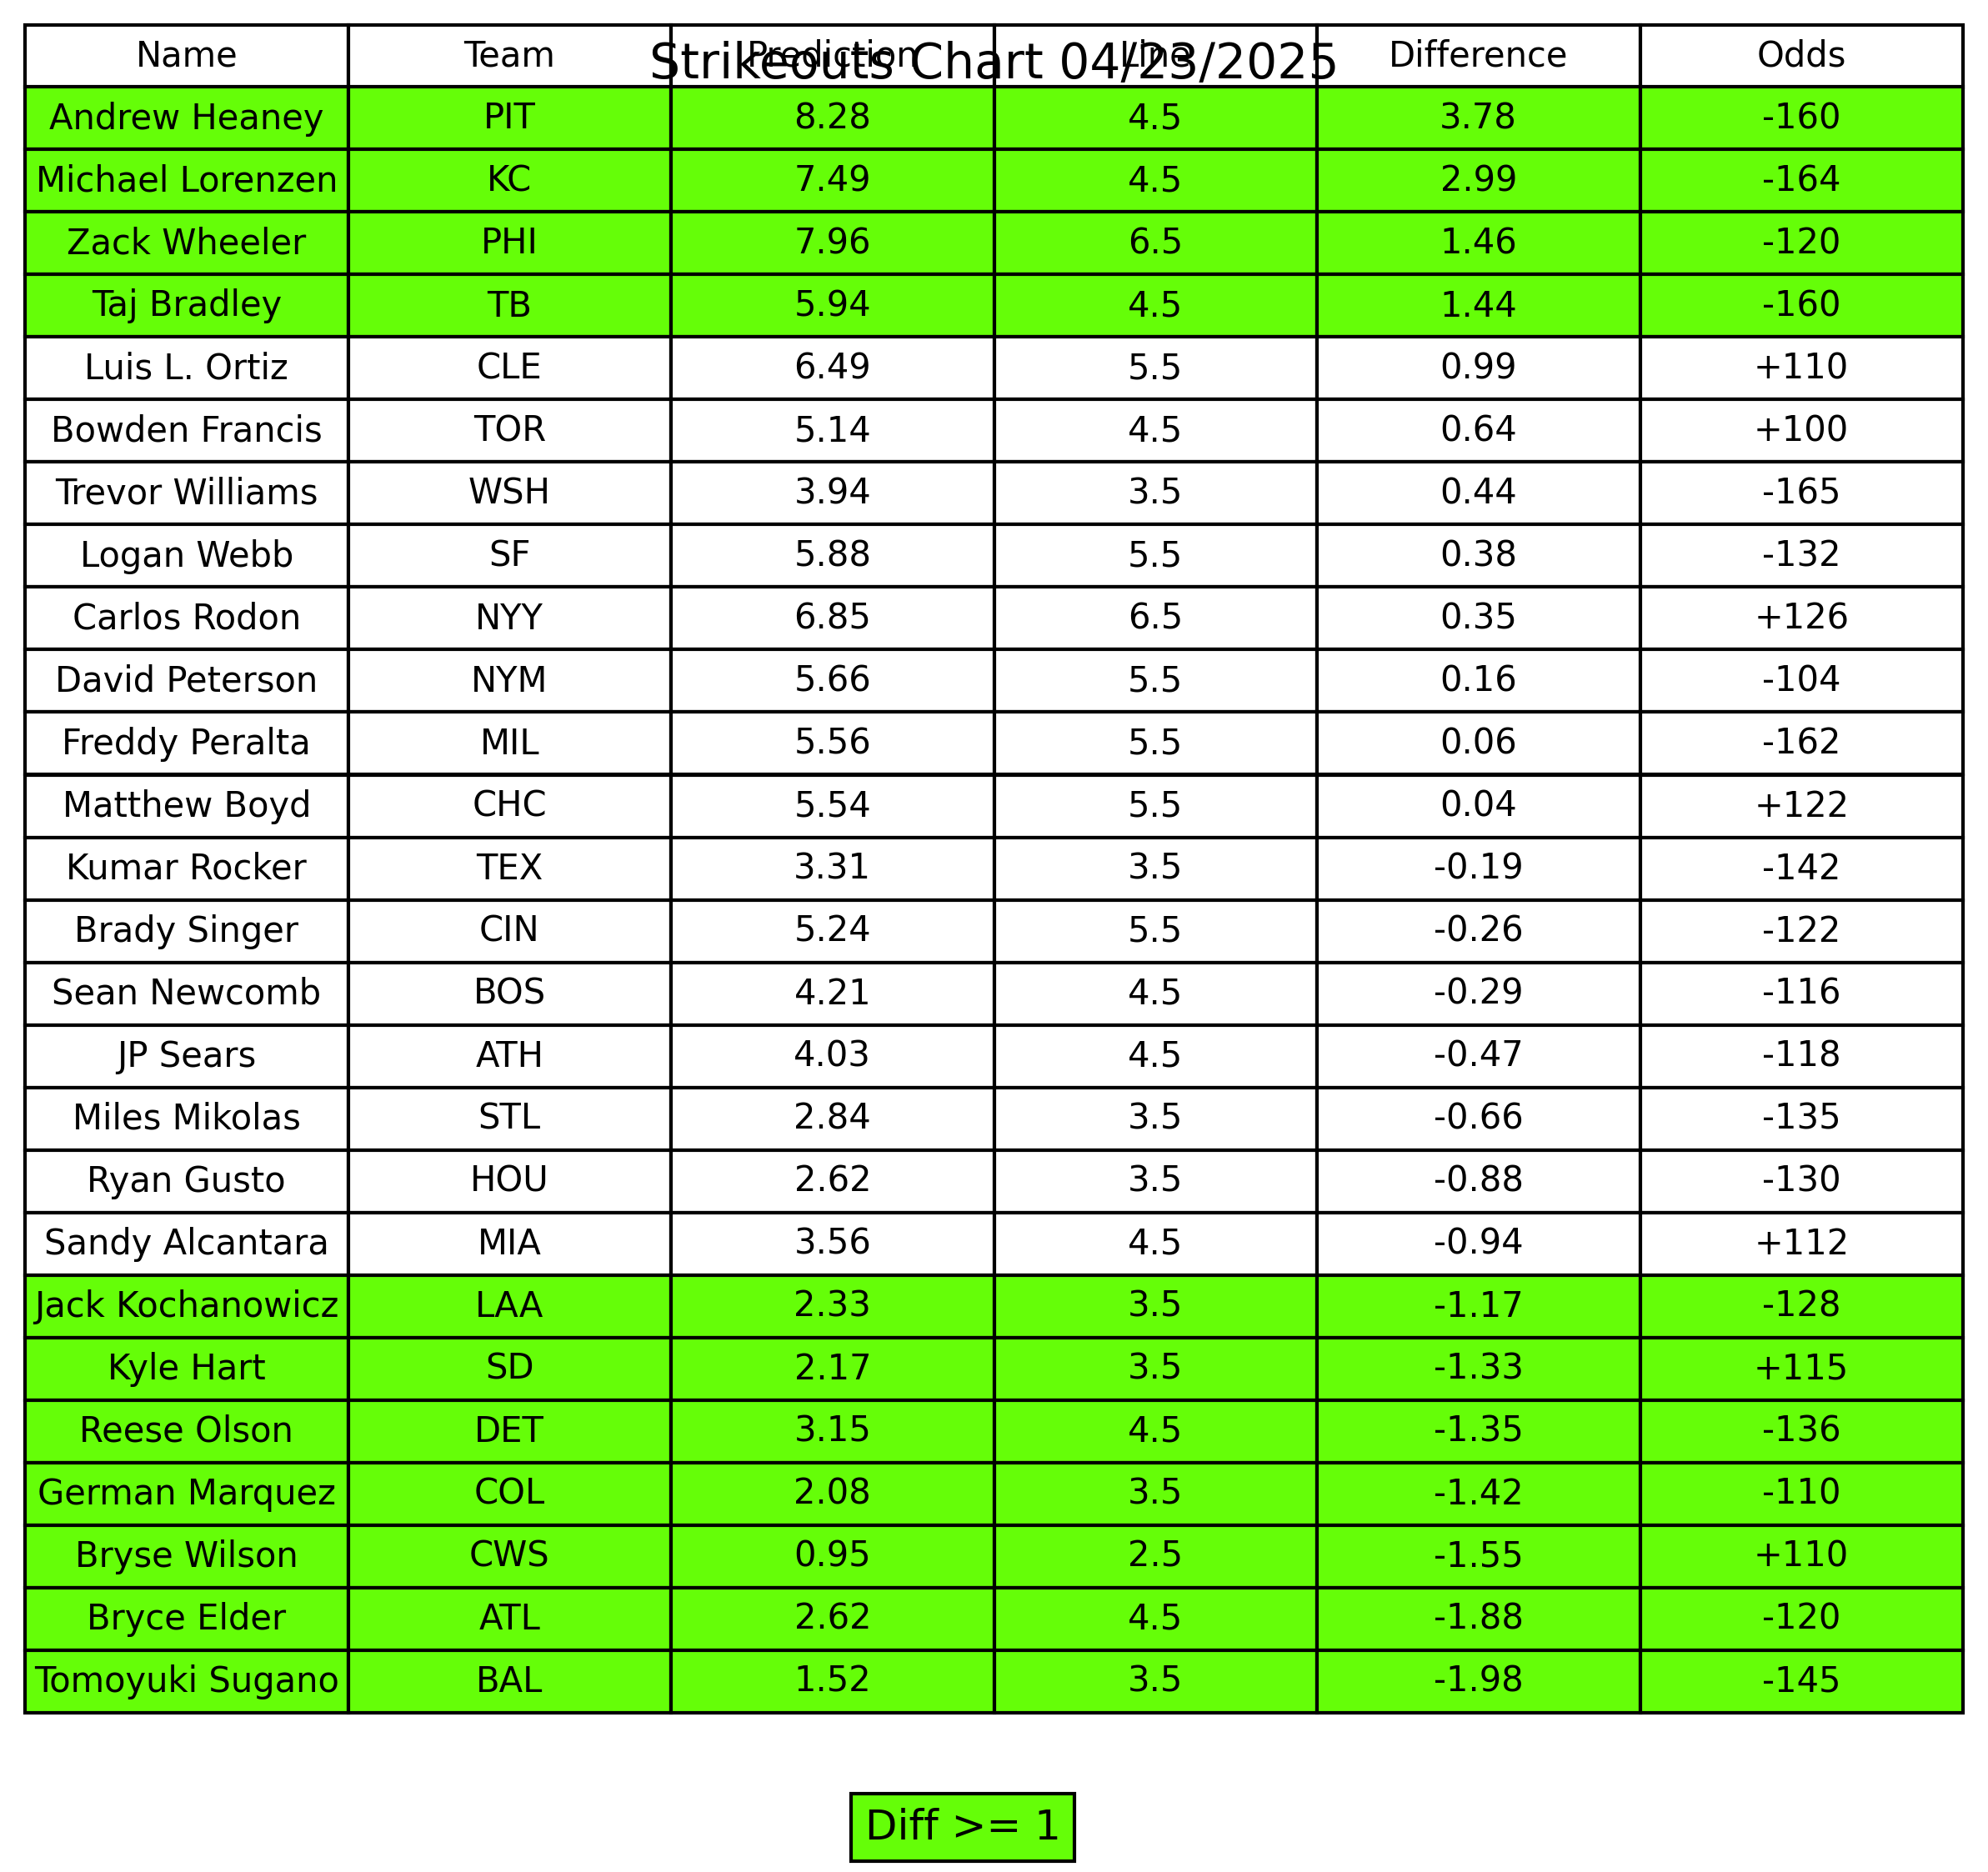 Strikeouts Chart 04/23/2025
Name Team Prediction Line Difference Odds
Andrew Heaney PIT 8.28 4.5 3.78 -160
Michael Lorenzen KC 7.49 4.5 2.99 -164
Zack Wheeler PHI 7.96 6.5 1.46 -120
Taj Bradley TB 5.94 4.5 1.44 -160
Luis L. Ortiz CLE 6.49 5.5 0.99 +110
Bowden Francis TOR 5.14 4.5 0.64 +100
Trevor Williams WSH 3.94 3.5 0.44 -165
Logan Webb SF 5.88 5.5 0.38 -132
Carlos Rodon NYY 6.85 6.5 0.35 +126
David Peterson NYM 5.66 5.5 0.16 -104
Freddy Peralta MIL 5.56 5.5 0.06 -162
Matthew Boyd CHC 5.54 5.5 0.04 +122
Kumar Rocker TEX 3.31 3.5 -0.19 -142
Brady Singer CIN 5.24 5.5 -0.26 -122
Sean Newcomb BOS 4.21 4.5 -0.29 -116
JP Sears ATH 4.03 4.5 -0.47 -118
Miles Mikolas STL 2.84 3.5 -0.66 -135
Ryan Gusto HOU 2.62 3.5 -0.88 -130
Sandy Alcantara MIA 3.56 4.5 -0.94 +112
Jack Kochanowicz LAA 2.33 3.5 -1.17 -128
Kyle Hart SD 2.17 3.5 -1.33 +115
Reese Olson DET 3.15 4.5 -1.35 -136
German Marquez COL 2.08 3.5 -1.42 -110
Bryse Wilson CWS 0.95 2.5 -1.55 +110
Bryce Elder ATL 2.62 4.5 -1.88 -120
Tomoyuki Sugano BAL 1.52 3.5 -1.98 -145
Diff >= 1